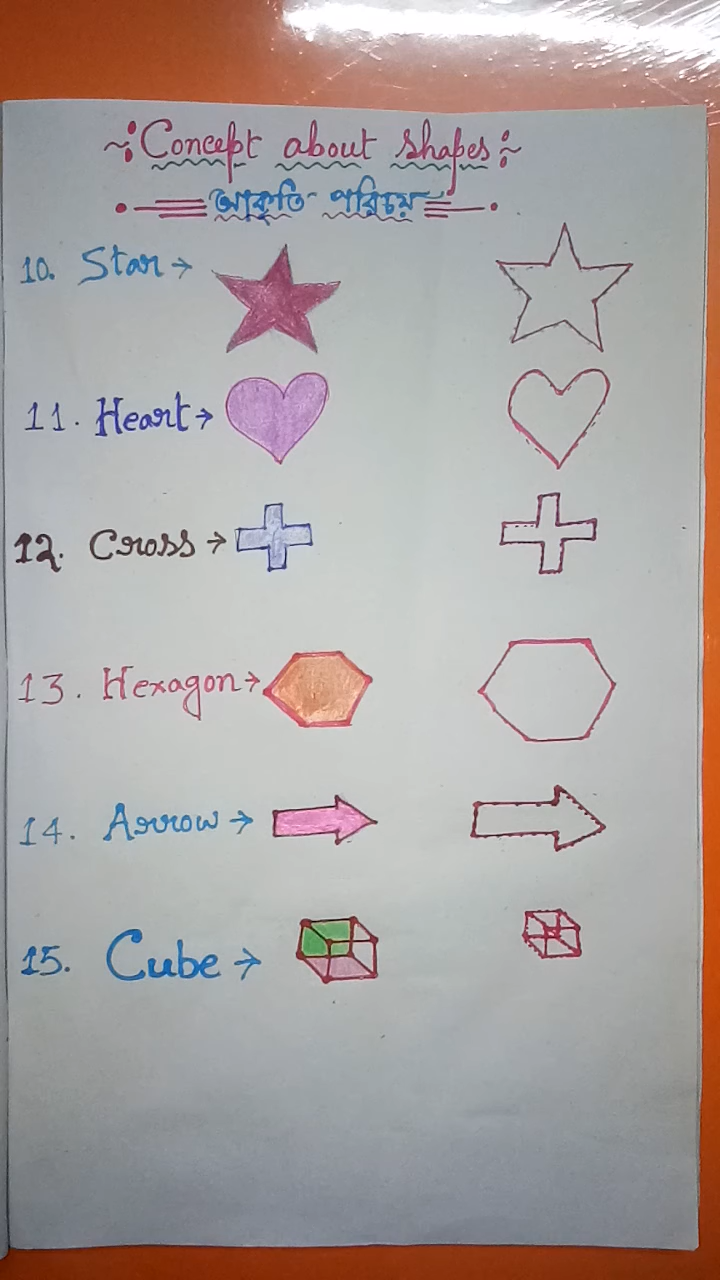 Concept about shapes
আকৃতি পরিচয়
10. Star →
11. Heart →
12. Cross →
13. Hexagon →
14. Arrow →
15. Cube →